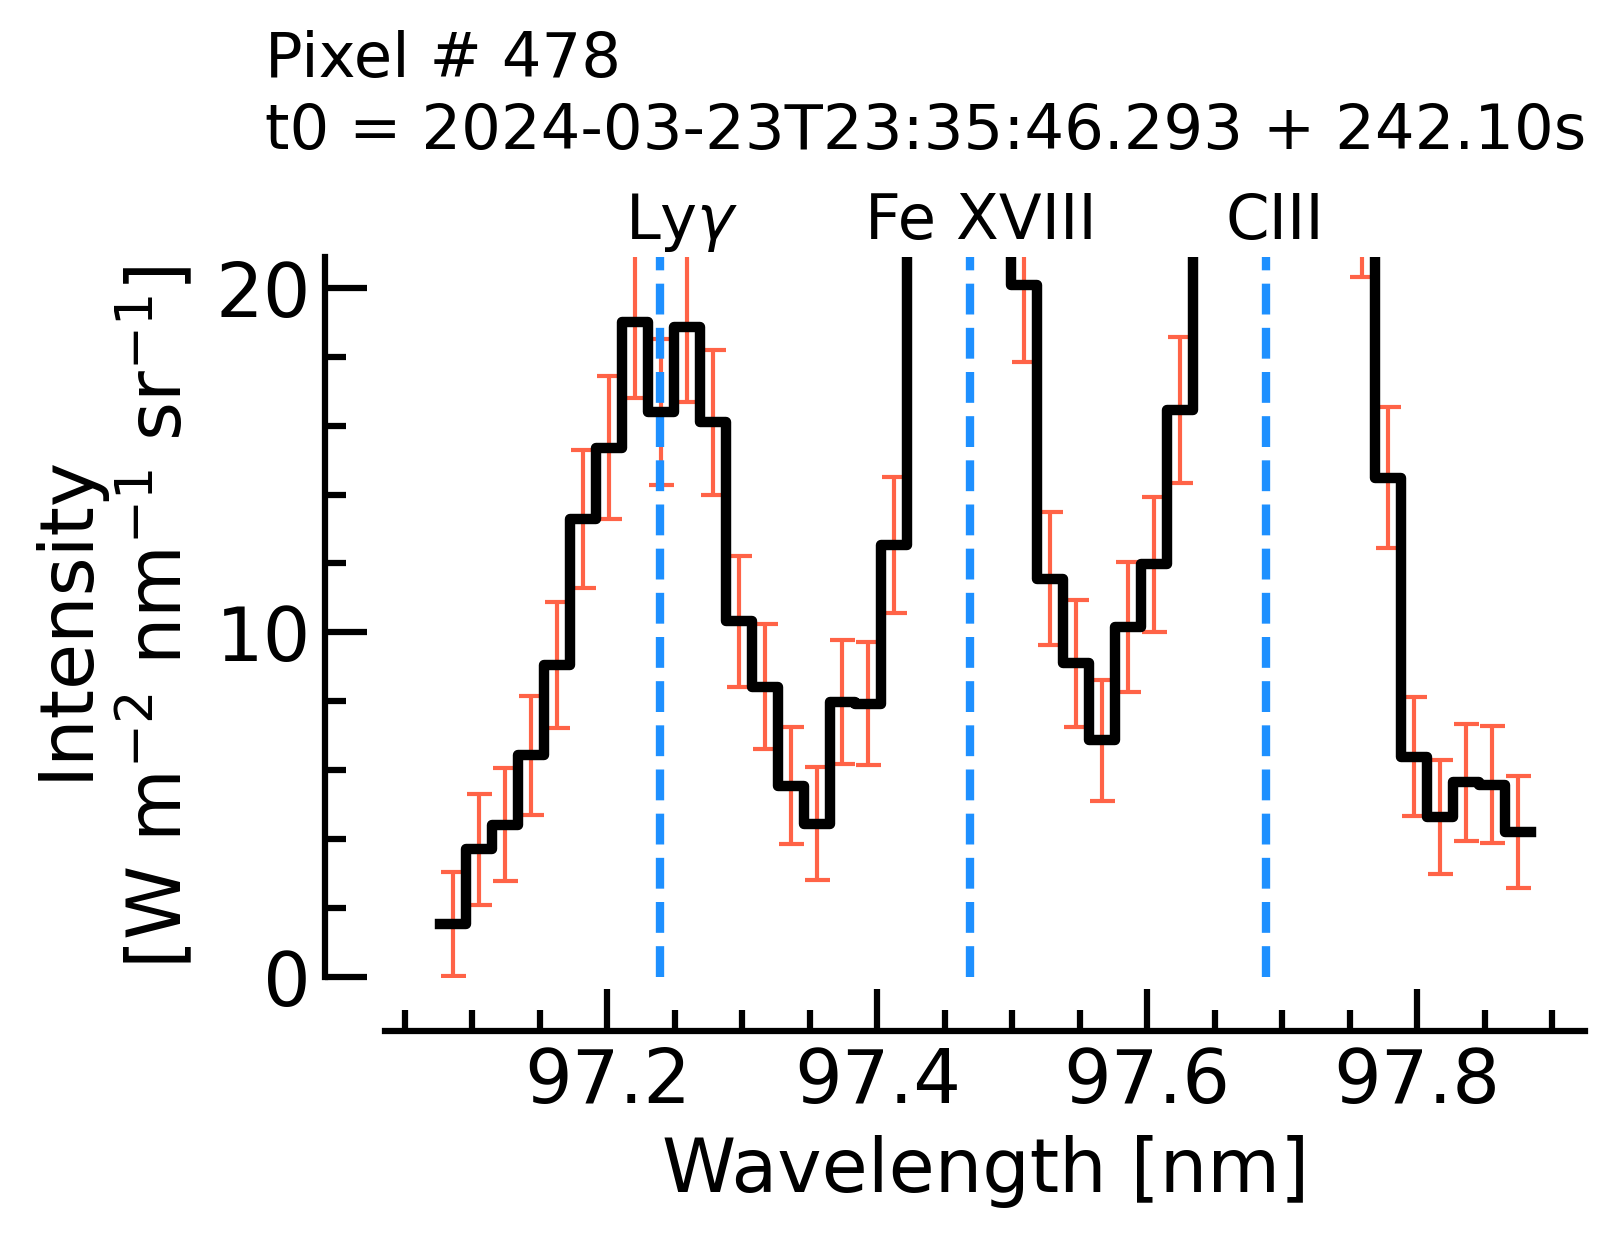 Pixel # 478
t0 = 2024-03-23T23:35:46.293 + 242.10s
Lyγ Fe XVIII CIII
Intensity
[W m⁻² nm⁻¹ sr⁻¹]
20
10
0
97.2 97.4 97.6 97.8
Wavelength [nm]